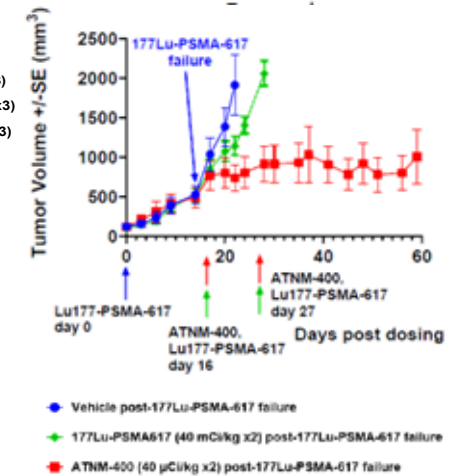 Tumor Volume +/-SE (mm³)
2500
2000
1500
1000
500
0
177Lu-PSMA-617
failure
3)
:3)
3)
0
20
40
60
Lu177-PSMA-617
day 0
ATNM-400,
Lu177-PSMA-617
day 16
ATNM-400,
Lu177-PSMA-617
day 27
Days post dosing
Vehicle post-177Lu-PSMA-617 failure
177Lu-PSMA617 (40 mCi/kg x2) post-177Lu-PSMA-617 failure
ATNM-400 (40 µCi/kg x2) post-177Lu-PSMA-617 failure